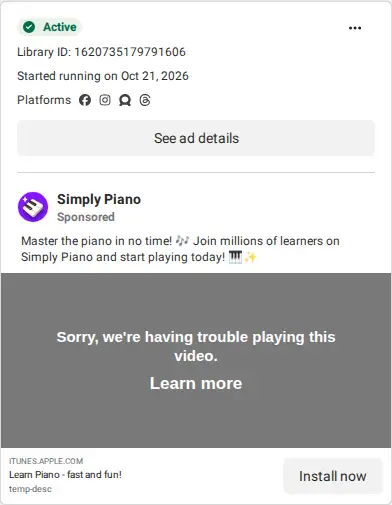 Active
Library ID: 1620735179791606
Started running on Oct 21, 2026
Platforms
See ad details
Simply Piano
Sponsored
Master the piano in no time! 🎶 Join millions of learners on
Simply Piano and start playing today! 🎹✨
Sorry, we're having trouble playing this
video.
Learn more
ITUNES.APPLE.COM
Learn Piano - fast and fun!
temp-desc
Install now